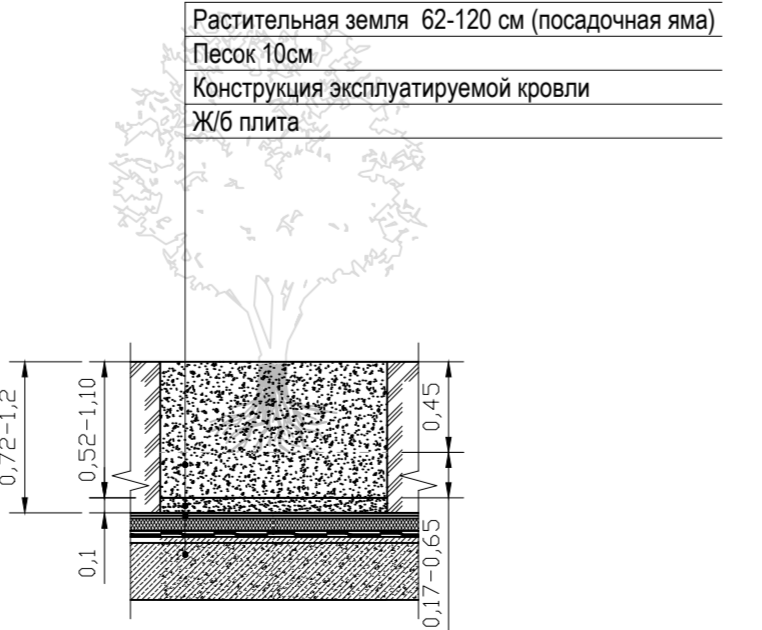 Растительная земля 62-120 см (посадочная яма)
Песок 10см
Конструкция эксплуатируемой кровли
Ж/б плита
0,72-1,2
0,52-1,10
0,45
0,1
0,17-0,65